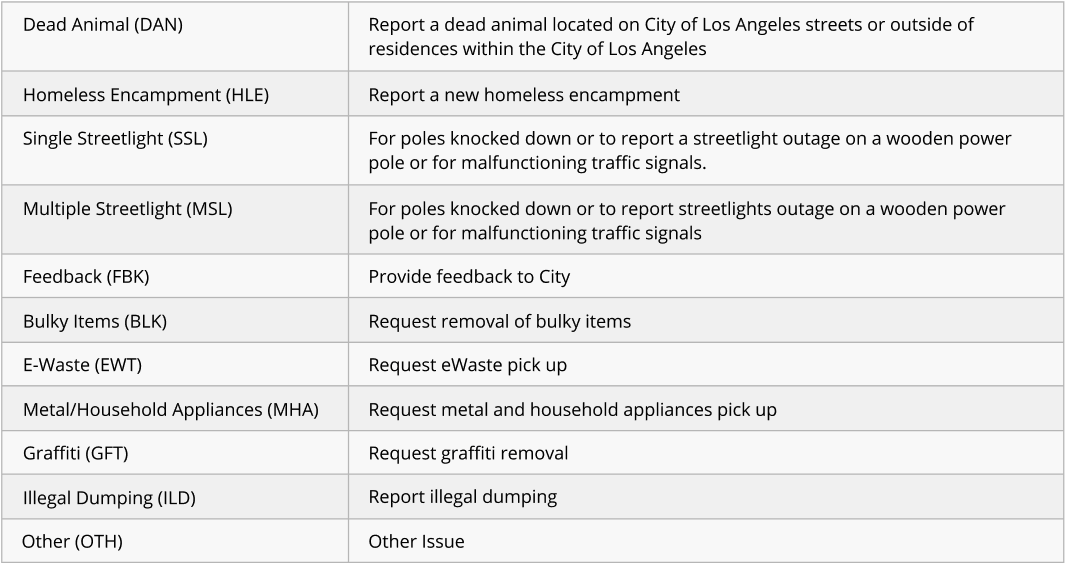 Dead Animal (DAN)
Report a dead animal located on City of Los Angeles streets or outside of
residences within the City of Los Angeles
Homeless Encampment (HLE)
Report a new homeless encampment
Single Streetlight (SSL)
For poles knocked down or to report a streetlight outage on a wooden power
pole or for malfunctioning traffic signals.
Multiple Streetlight (MSL)
For poles knocked down or to report streetlights outage on a wooden power
pole or for malfunctioning traffic signals
Feedback (FBK)
Provide feedback to City
Bulky Items (BLK)
Request removal of bulky items
E-Waste (EWT)
Request eWaste pick up
Metal/Household Appliances (MHA)
Request metal and household appliances pick up
Graffiti (GFT)
Request graffiti removal
Illegal Dumping (ILD)
Report illegal dumping
Other (OTH)
Other Issue